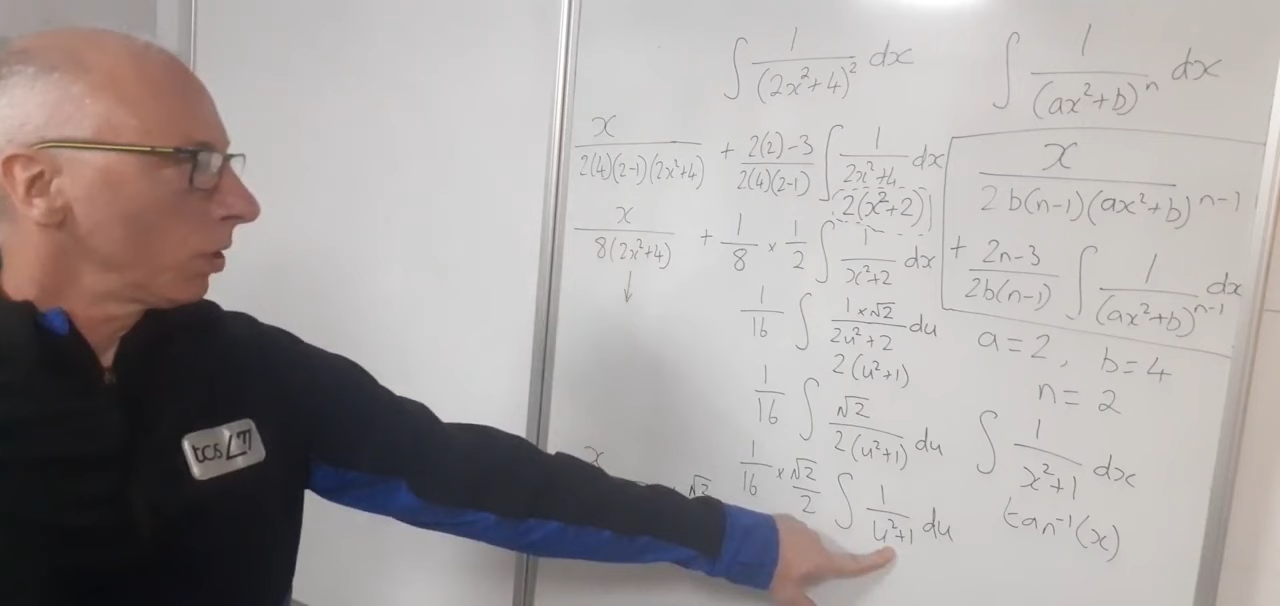 ∫ 1/(2x²+4)² dx
x/(2(4)(2-1)(2x²+4)) + (2(2)-3)/(2(4)(2-1)) ∫ 1/(2x²+4) dx
2(x²+2)
x/(8(2x²+4)) + 1/8 × 1/2 ∫ 1/(x²+2) dx
↓
1/16 ∫ (1×√2)/(2u²+2) du
2(u²+1)
1/16 ∫ √2/(2(u²+1)) du
1/16 × √2/2 ∫ 1/(u²+1) du
x
√2
∫ 1/(ax²+b)ⁿ dx
x/(2b(n-1)(ax²+b)ⁿ⁻¹)
+ (2n-3)/(2b(n-1)) ∫ 1/(ax²+b)ⁿ⁻¹ dx
a=2, b=4
n=2
∫ 1/(x²+1) dx
tan⁻¹(x)
tcs